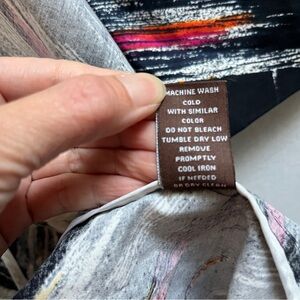 MACHINE WASH
COLD
WITH SIMILAR
COLOR
DO NOT BLEACH
TUMBLE DRY LOW
REMOVE
PROMPTLY
COOL IRON
IF NEEDED
OR DRY CLEAN